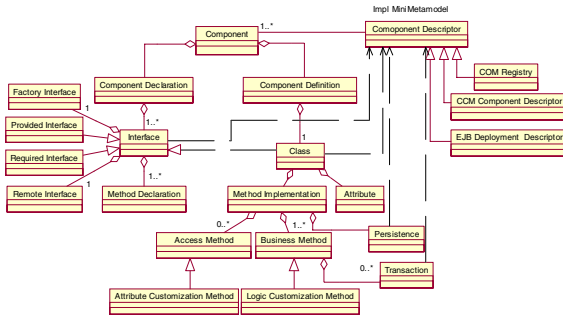 Impl MiniMetamodel
1..*
Component
Comoponent Descriptor
COM Registry
Factory Interface
Component Declaration
Component Definition
CCM Component Descriptor
1
Provided Interface
1..*
Interface
1
EJB Deployment Descriptor
Required Interface
Class
1..*
Remote Interface
1
Method Declaration
Method Implementation
Attribute
0..*
1..*
Access Method
Business Method
Persistence
0..*
Transaction
Attribute Customization Method
Logic Customization Method